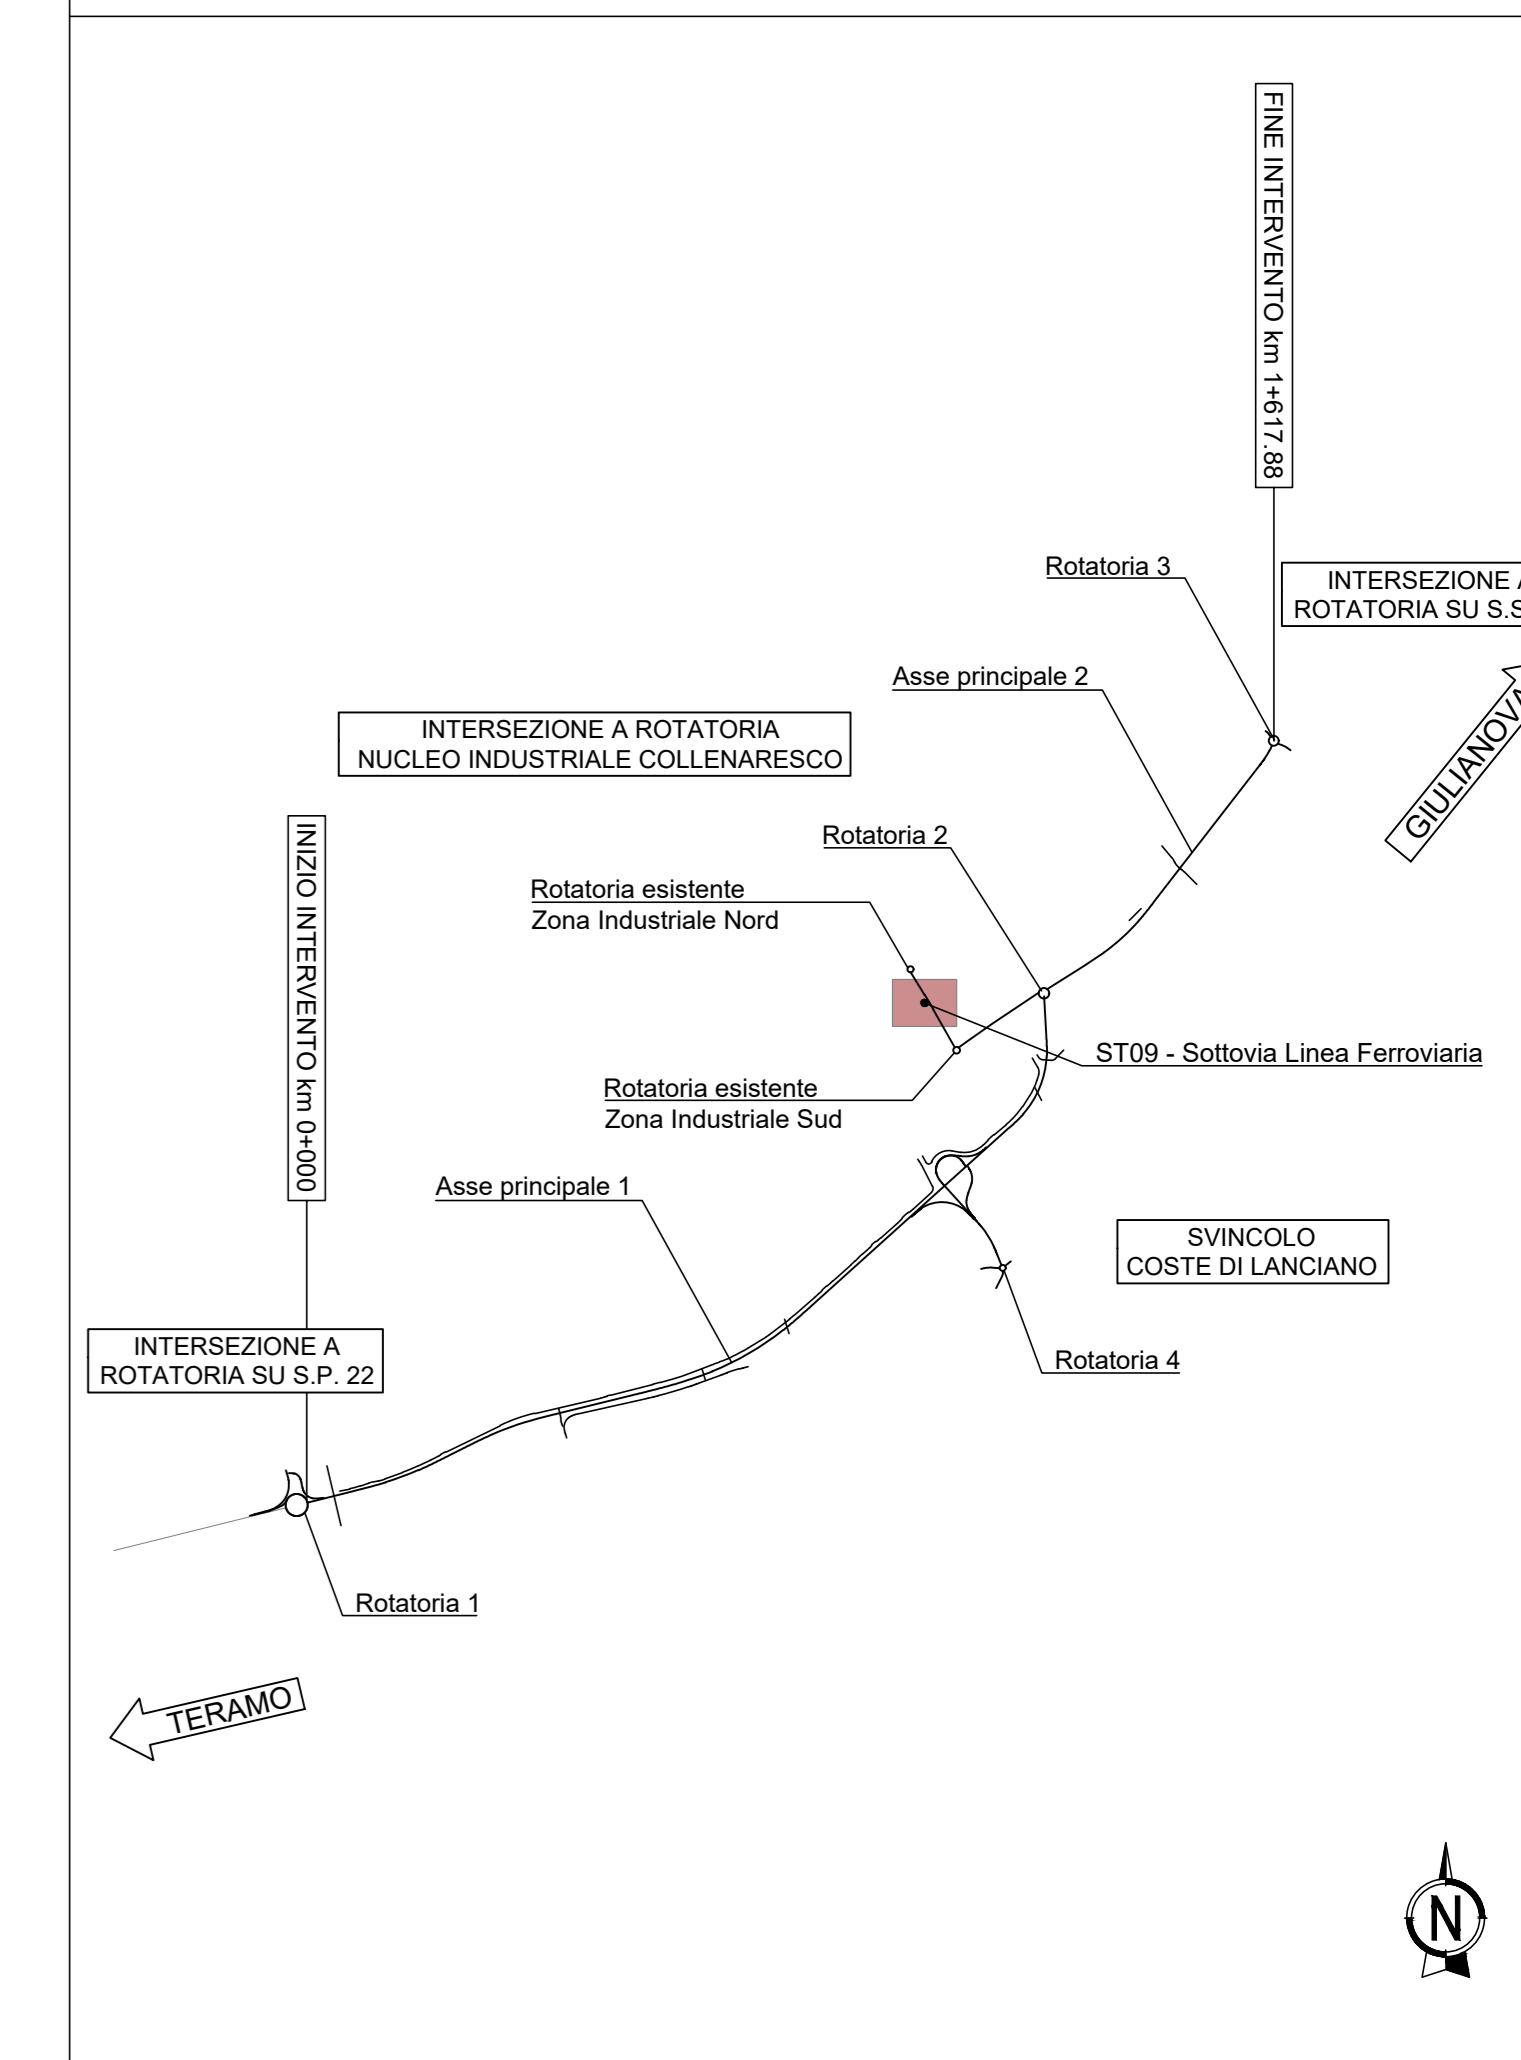 FINE INTERVENTO km 1+617.88
Rotatoria 3
INTERSEZIONE
ROTATORIA SU
Asse principale 2
GIULIANOVA
INTERSEZIONE A ROTATORIA
NUCLEO INDUSTRIALE COLLENARESCO
INIZIO INTERVENTO km 0+000
Rotatoria 2
Rotatoria esistente
Zona Industriale Nord
ST09 - Sottovia Linea Ferroviaria
Rotatoria esistente
Zona Industriale Sud
Asse principale 1
SVINCOLO
COSTE DI LANCIANO
INTERSEZIONE A
ROTATORIA SU S.P. 22
Rotatoria 4
Rotatoria 1
TERAMO
N